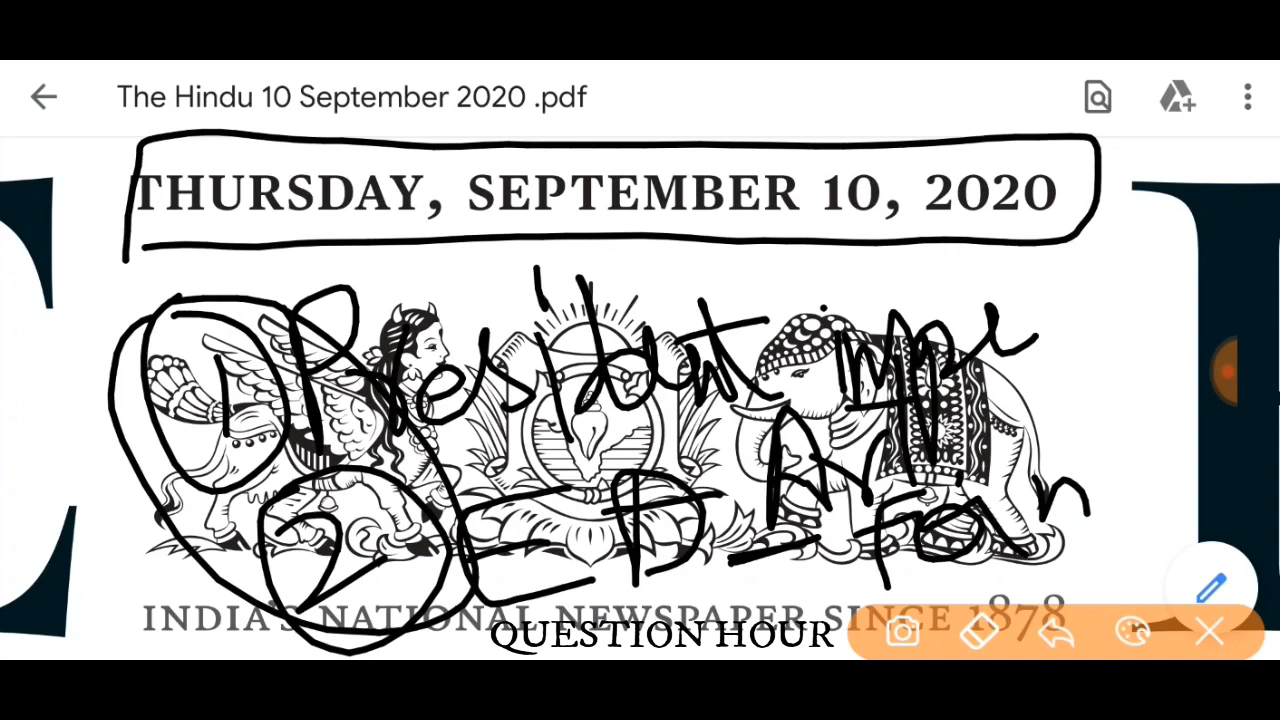 The Hindu 10 September 2020 .pdf
THURSDAY, SEPTEMBER 10, 2020
1 President
2 ED -
INDIA'S NATIONAL NEWSPAPER SINCE 1878
QUESTION HOUR